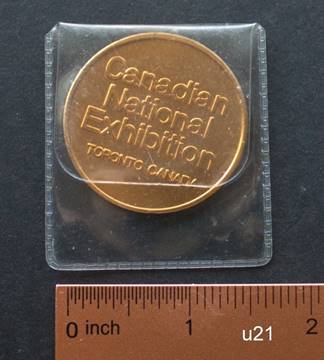 Canadian
National
Exhibition
TORONTO CANADA
0 inch 1 2
u21